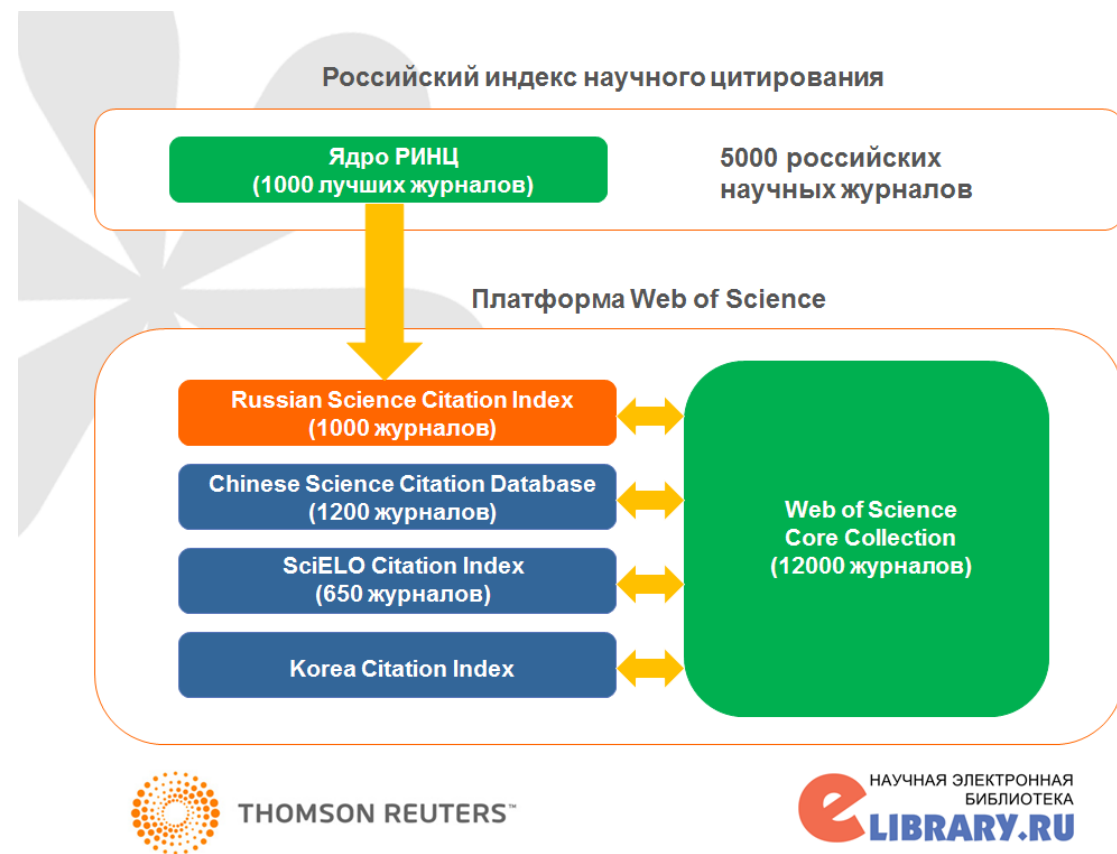 Российский индекс научного цитирования
Ядро РИНЦ
(1000 лучших журналов)
5000 российских
научных журналов
Платформа Web of Science
Russian Science Citation Index
(1000 журналов)
Chinese Science Citation Database
(1200 журналов)
SciELO Citation Index
(650 журналов)
Korea Citation Index
Web of Science
Core Collection
(12000 журналов)
THOMSON REUTERS™
НАУЧНАЯ ЭЛЕКТРОННАЯ
БИБЛИОТЕКА
eLIBRARY.RU